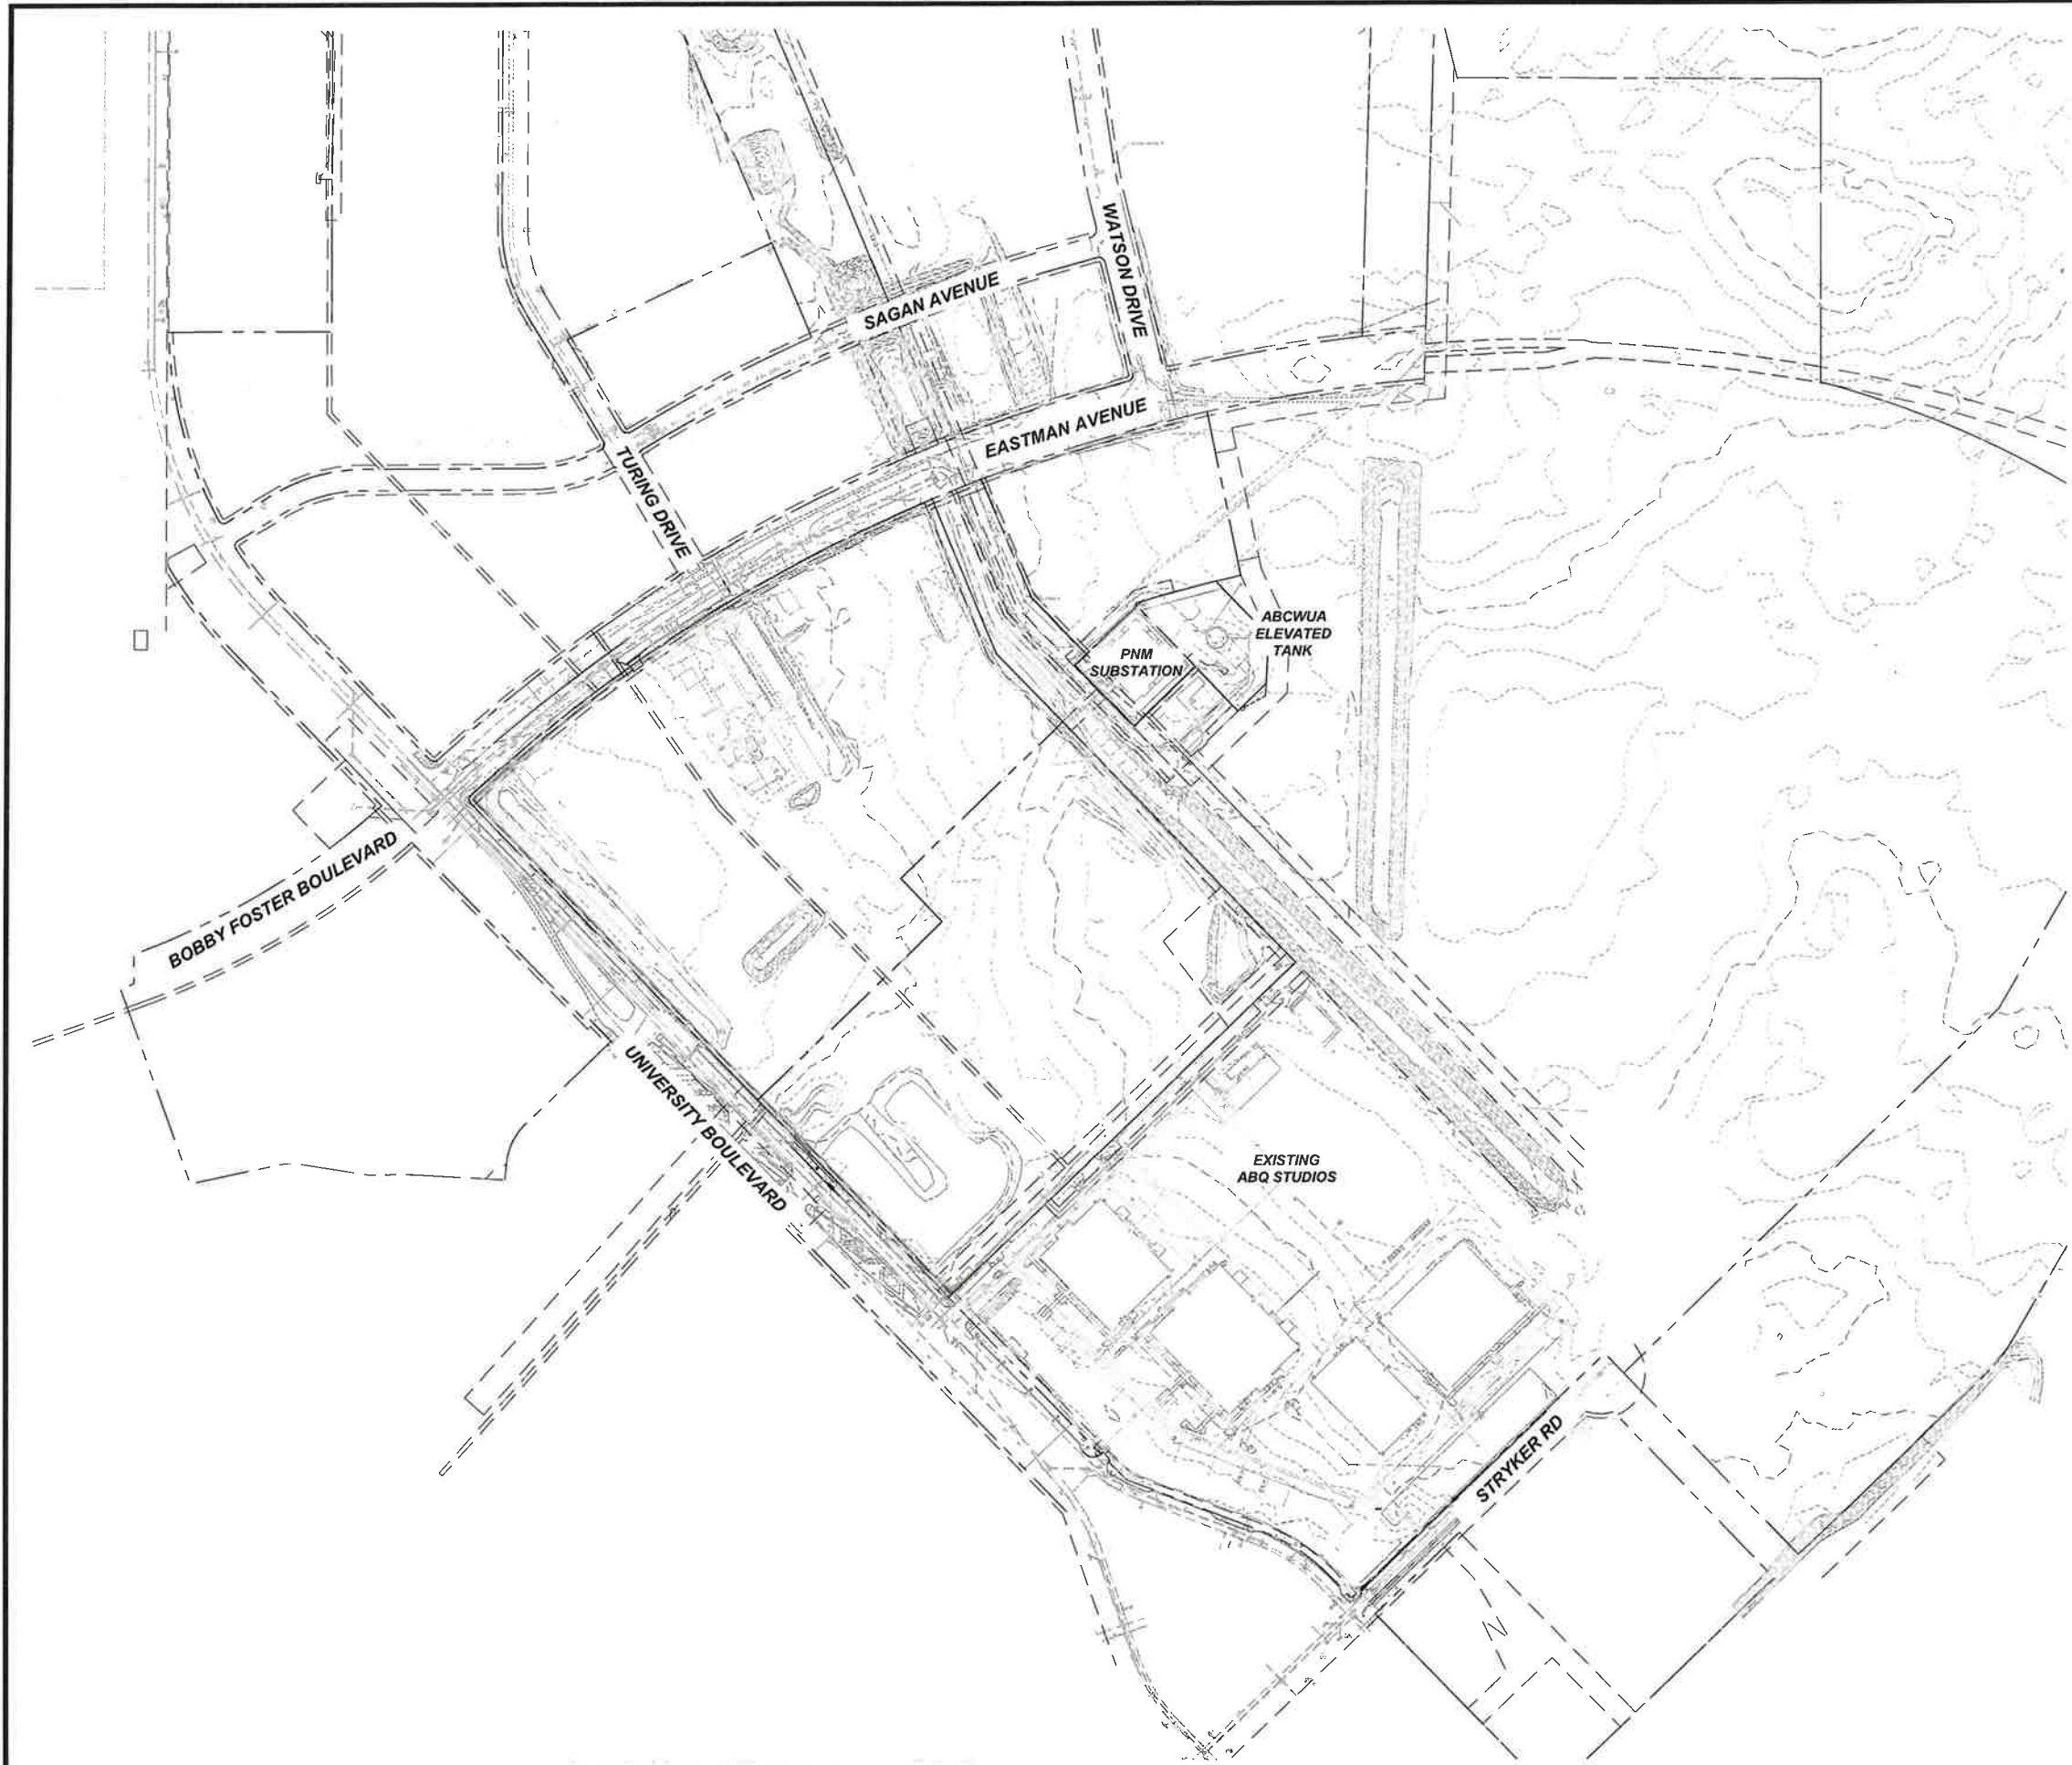 WATSON DRIVE
SAGAN AVENUE
EASTMAN AVENUE
TURING DRIVE
ABCWUA
ELEVATED
TANK
PNM
SUBSTATION
BOBBY FOSTER BOULEVARD
UNIVERSITY BOULEVARD
EXISTING
ABQ STUDIOS
STRYKER RD